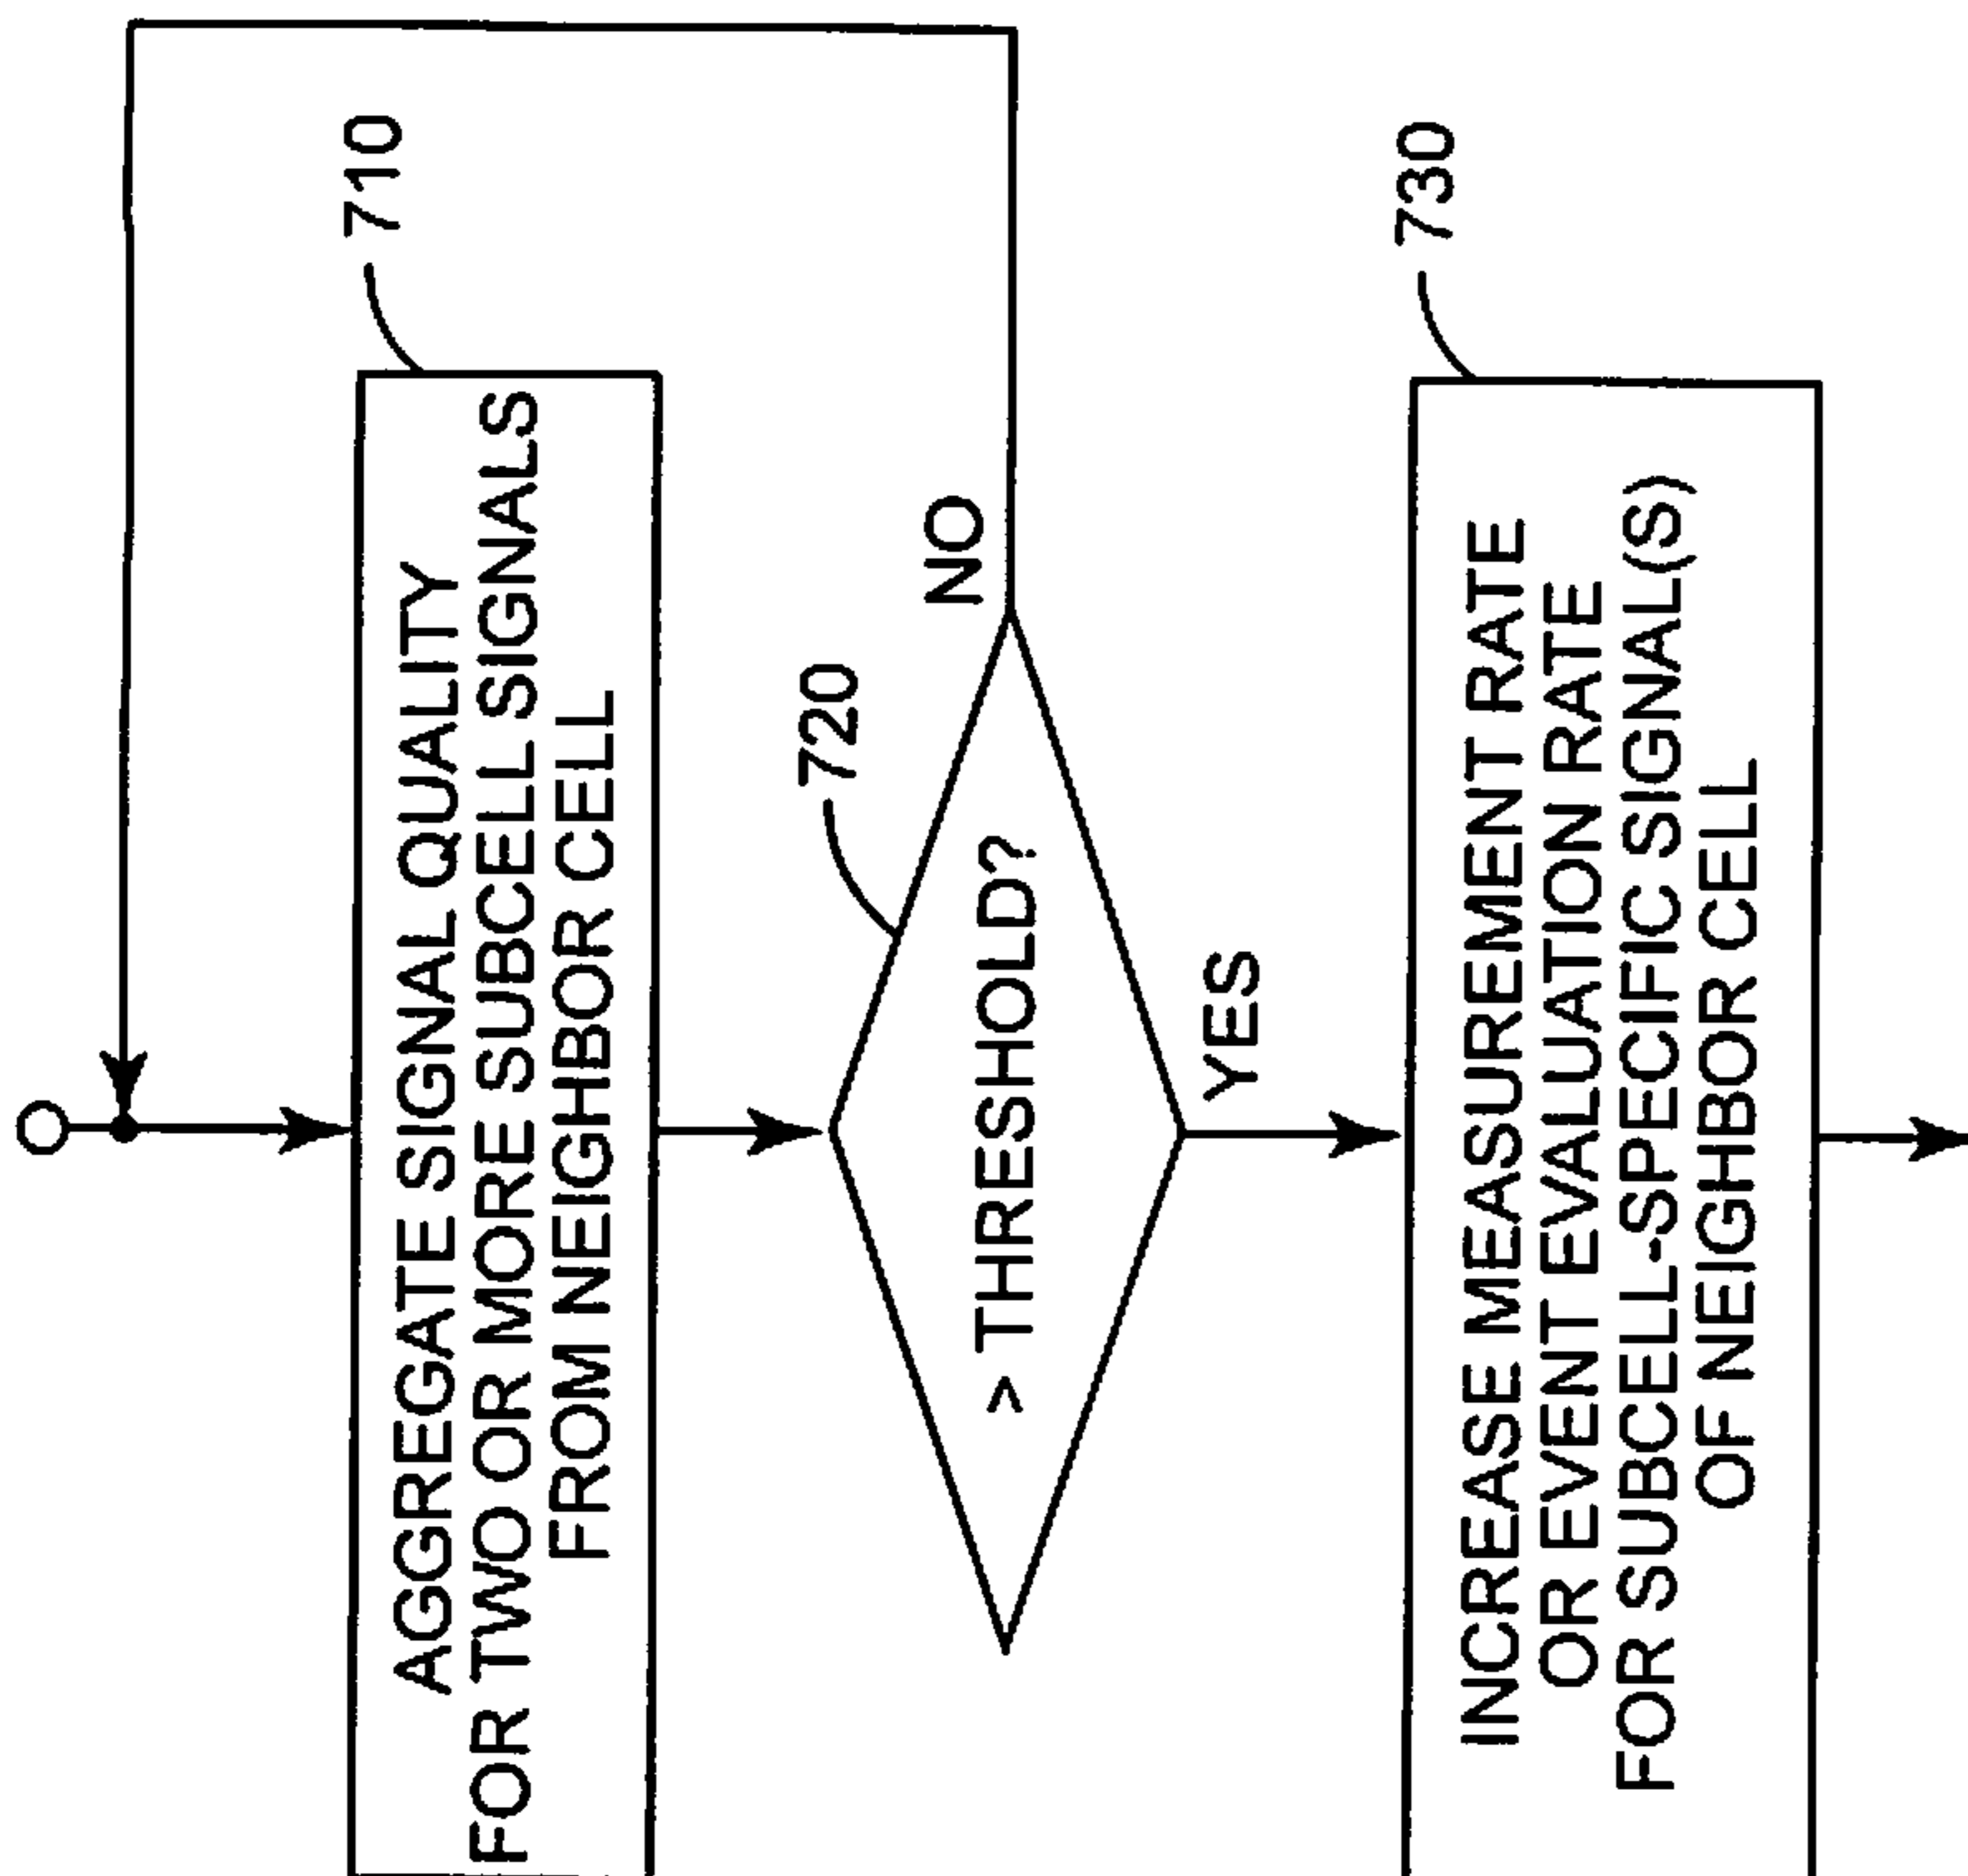 710
AGGREGATE SIGNAL QUALITY
FOR TWO OR MORE SUBCELL SIGNALS
FROM NEIGHBOR CELL
720
> THRESHOLD?
NO
YES
730
INCREASE MEASUREMENT RATE
OR EVENT EVALUATION RATE
FOR SUBCELL-SPECIFIC SIGNAL(S)
OF NEIGHBOR CELL